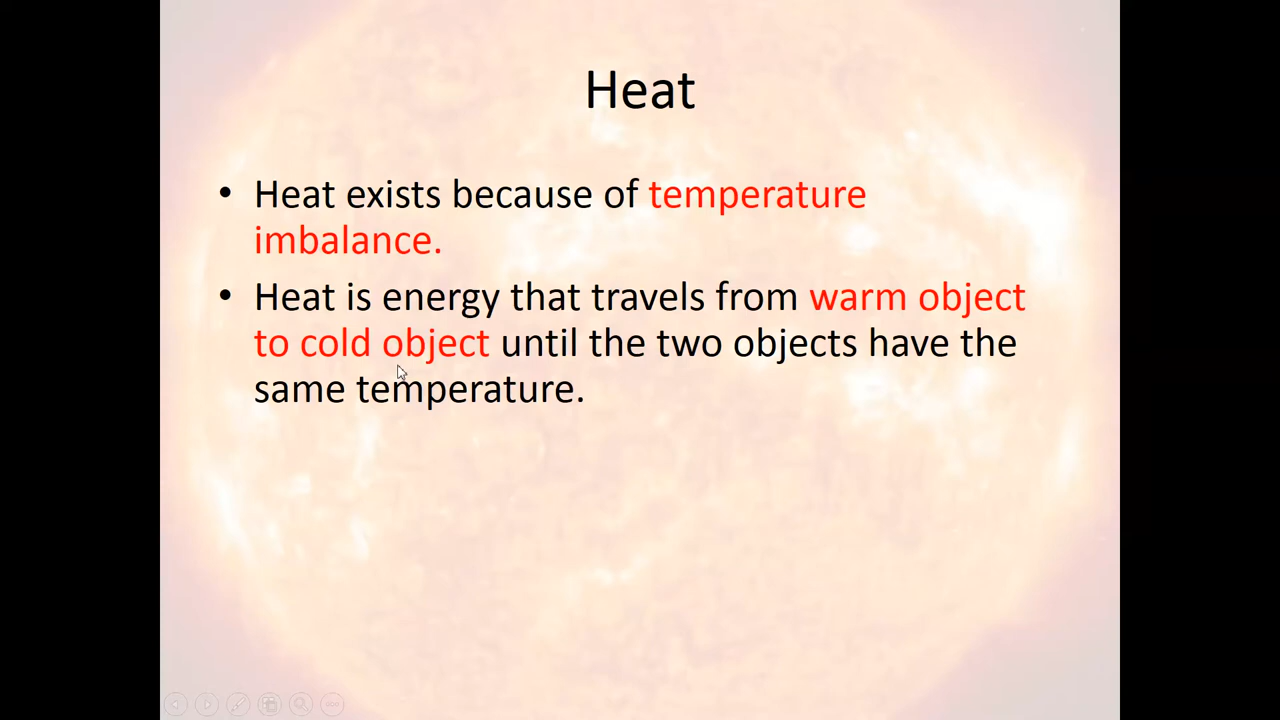 Heat
• Heat exists because of temperature
imbalance.
• Heat is energy that travels from warm object
to cold object until the two objects have the
same temperature.